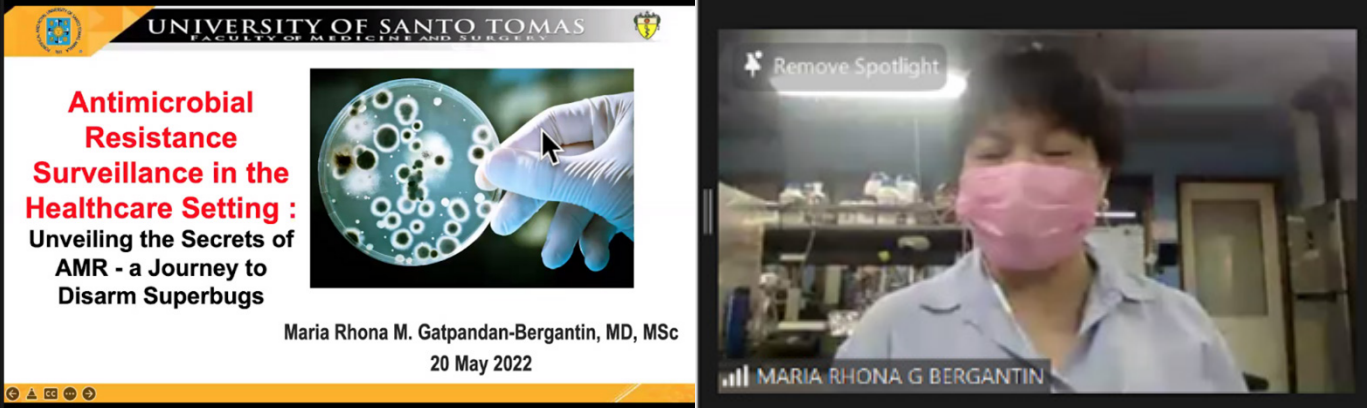 UNIVERSITY OF SANTO TOMAS
FACULTY OF MEDICINE AND SURGERY
Antimicrobial
Resistance
Surveillance in the
Healthcare Setting :
Unveiling the Secrets of
AMR - a Journey to
Disarm Superbugs
Maria Rhona M. Gatpandan-Bergantin, MD, MSc
20 May 2022
CC
Remove Spotlight
MARIA RHONA G BERGANTIN